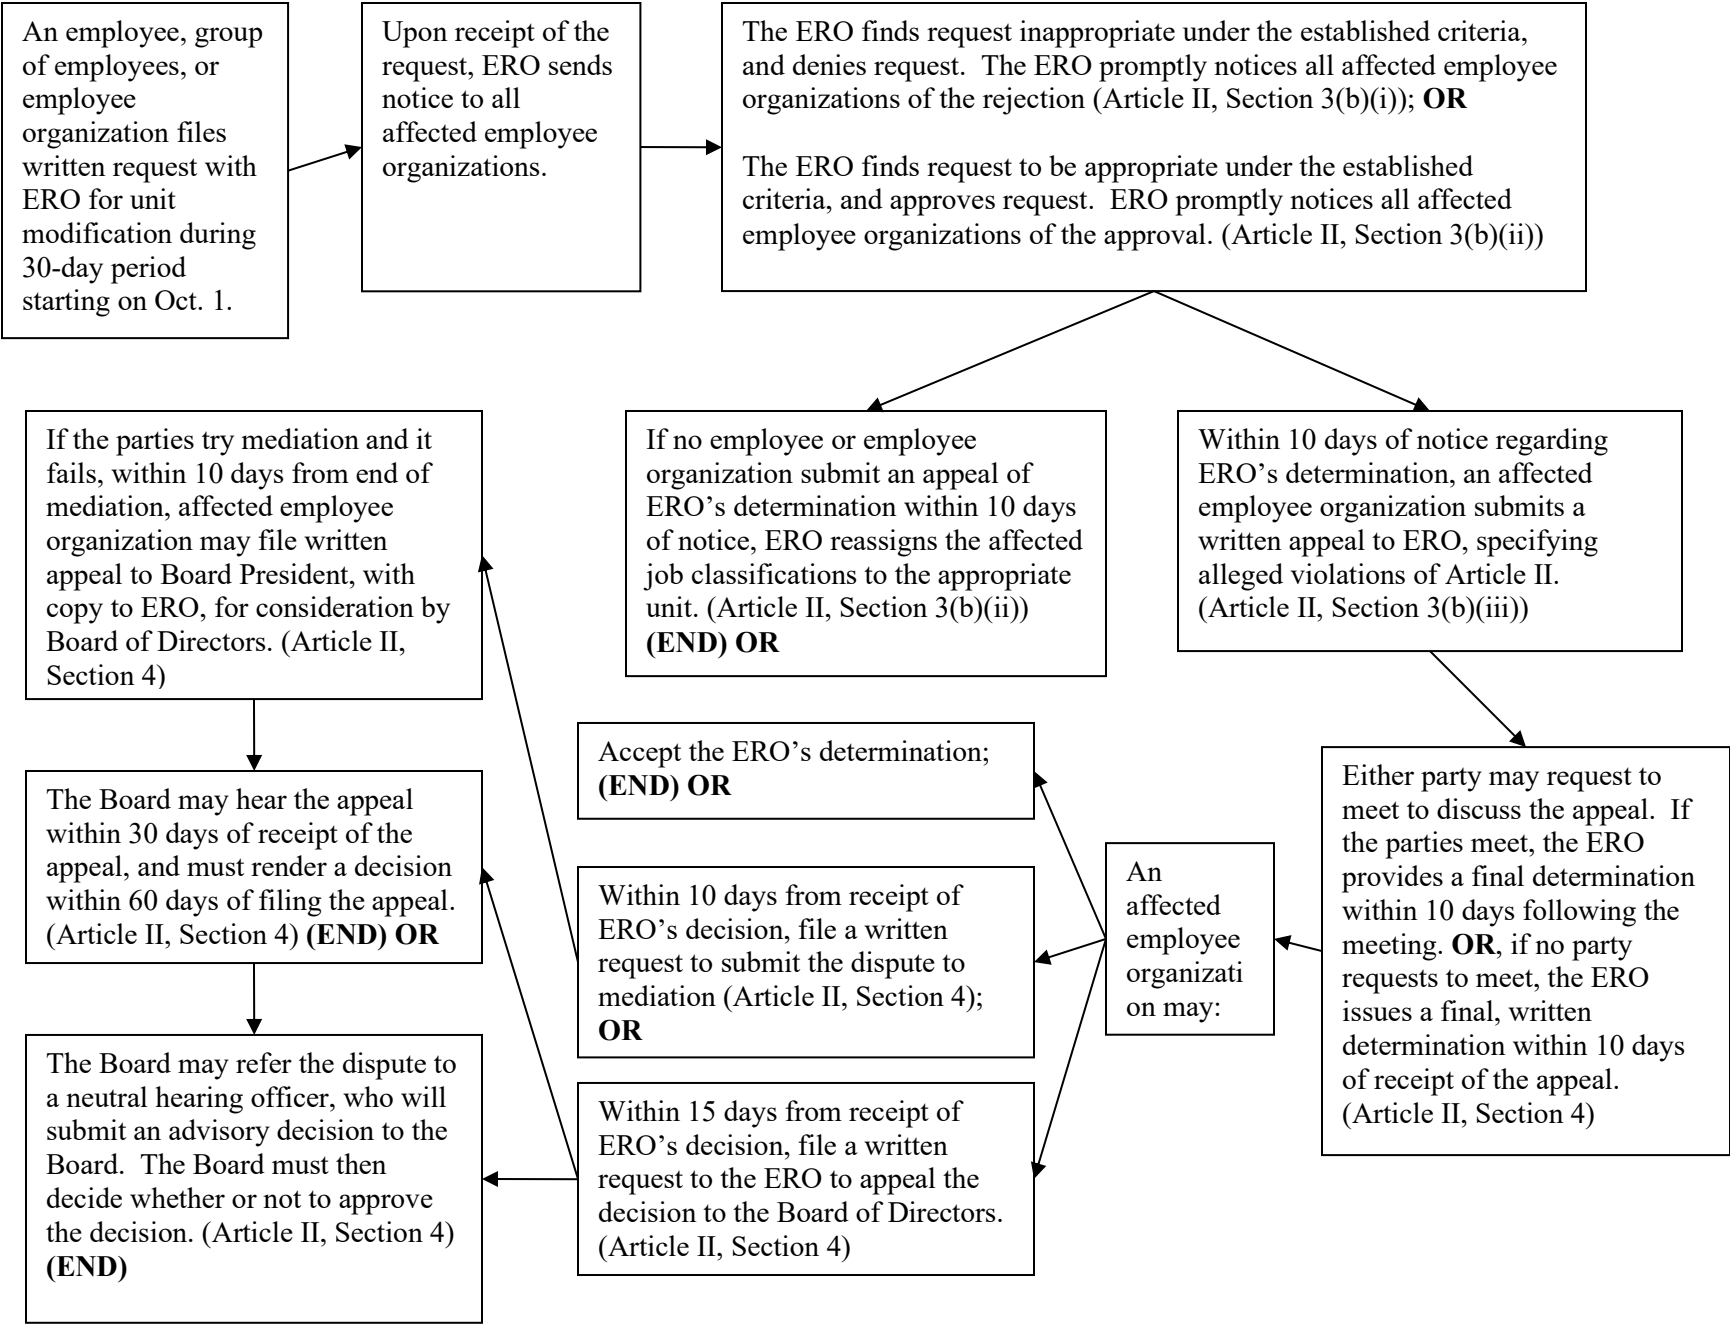 An employee, group
of employees, or
employee
organization files
written request with
ERO for unit
modification during
30-day period
starting on Oct. 1.
Upon receipt of the
request, ERO sends
notice to all
affected employee
organizations.
The ERO finds request inappropriate under the established criteria,
and denies request.  The ERO promptly notices all affected employee
organizations of the rejection (Article II, Section 3(b)(i)); OR
The ERO finds request to be appropriate under the established
criteria, and approves request.  ERO promptly notices all affected
employee organizations of the approval. (Article II, Section 3(b)(ii))
If no employee or employee
organization submit an appeal of
ERO’s determination within 10 days
of notice, ERO reassigns the affected
job classifications to the appropriate
unit. (Article II, Section 3(b)(ii))
(END) OR
Within 10 days of notice regarding
ERO’s determination, an affected
employee organization submits a
written appeal to ERO, specifying
alleged violations of Article II.
(Article II, Section 3(b)(iii))
Either party may request to
meet to discuss the appeal.  If
the parties meet, the ERO
provides a final determination
within 10 days following the
meeting. OR, if no party
requests to meet, the ERO
issues a final, written
determination within 10 days
of receipt of the appeal.
(Article II, Section 4)
An
affected
employee
organizati
on may:
Accept the ERO’s determination;
(END) OR
Within 10 days from receipt of
ERO’s decision, file a written
request to submit the dispute to
mediation (Article II, Section 4);
OR
Within 15 days from receipt of
ERO’s decision, file a written
request to the ERO to appeal the
decision to the Board of Directors.
(Article II, Section 4)
If the parties try mediation and it
fails, within 10 days from end of
mediation, affected employee
organization may file written
appeal to Board President, with
copy to ERO, for consideration by
Board of Directors. (Article II,
Section 4)
The Board may hear the appeal
within 30 days of receipt of the
appeal, and must render a decision
within 60 days of filing the appeal.
(Article II, Section 4) (END) OR
The Board may refer the dispute to
a neutral hearing officer, who will
submit an advisory decision to the
Board.  The Board must then
decide whether or not to approve
the decision. (Article II, Section 4)
(END)